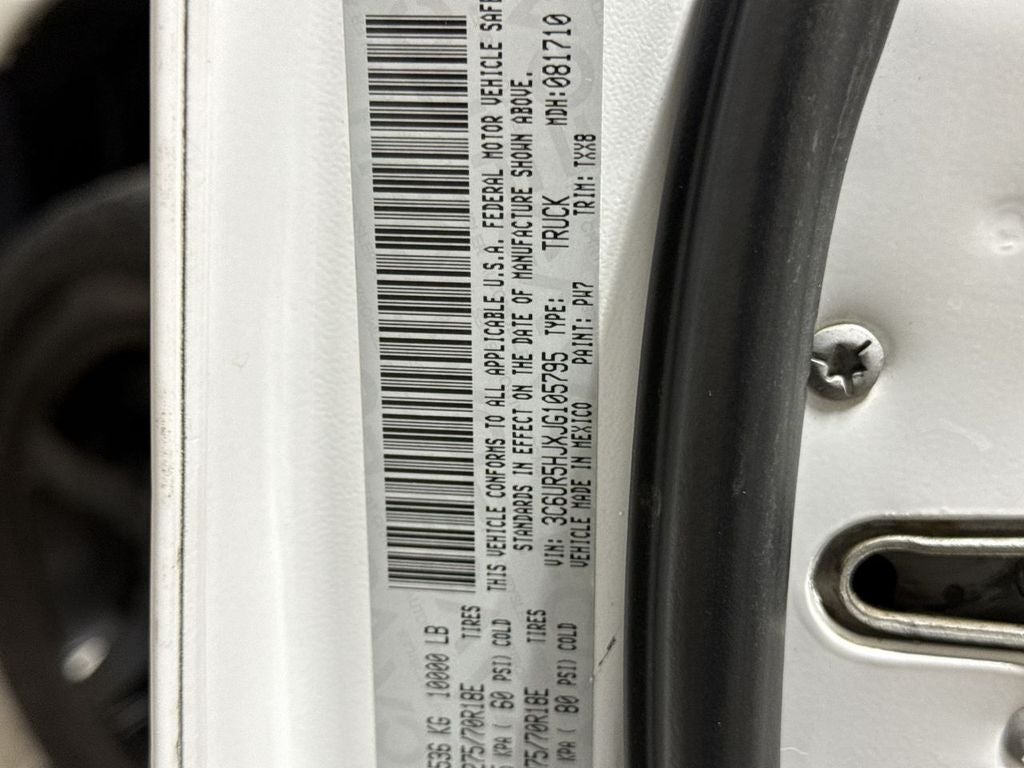 536 KG 10000 LB
275/70R18E TIRES
KPA ( 60 PSI) COLD
75/70R18E TIRES
KPA ( 80 PSI) COLD
THIS VEHICLE CONFORMS TO ALL APPLICABLE U.S.A. FEDERAL MOTOR VEHICLE SAFE
STANDARDS IN EFFECT ON THE DATE OF MANUFACTURE SHOWN ABOVE.
VIN: 3C6UR5HJXJG105795 TYPE: TRUCK MDH:081710
VEHICLE MADE IN MEXICO PAINT: PW7 TRIM: TXX8